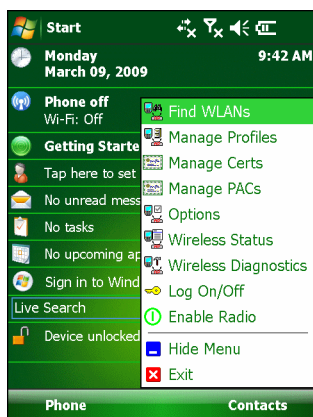 Start
Monday 9:42 AM
March 09, 2009
Phone off
Wi-Fi: Off
Find WLANs
Getting Starte
Manage Profiles
Manage Certs
Tap here to set
Manage PACs
No unread mess
Options
No tasks
Wireless Status
No upcoming ap
Wireless Diagnostics
Sign in to Wind
Log On/Off
Live Search
Enable Radio
Device unlocked
Hide Menu
Exit
Phone Contacts